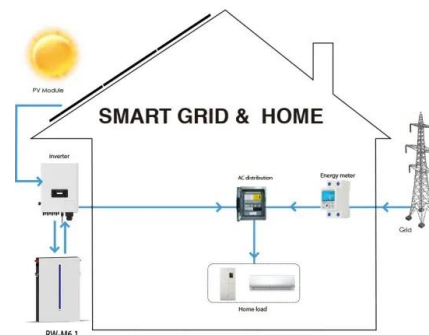 PV Module
SMART GRID & HOME
Inverter
AC distribution
Energy meter
Grid
Home load
RW-M6.1